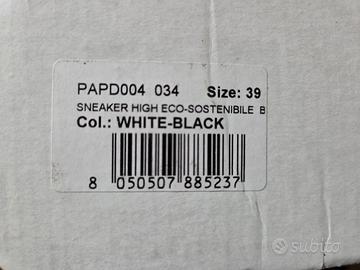 PAPD004 034 Size: 39
SNEAKER HIGH ECO-SOSTENIBILE B
Col.: WHITE-BLACK
8 050507 885237
subito